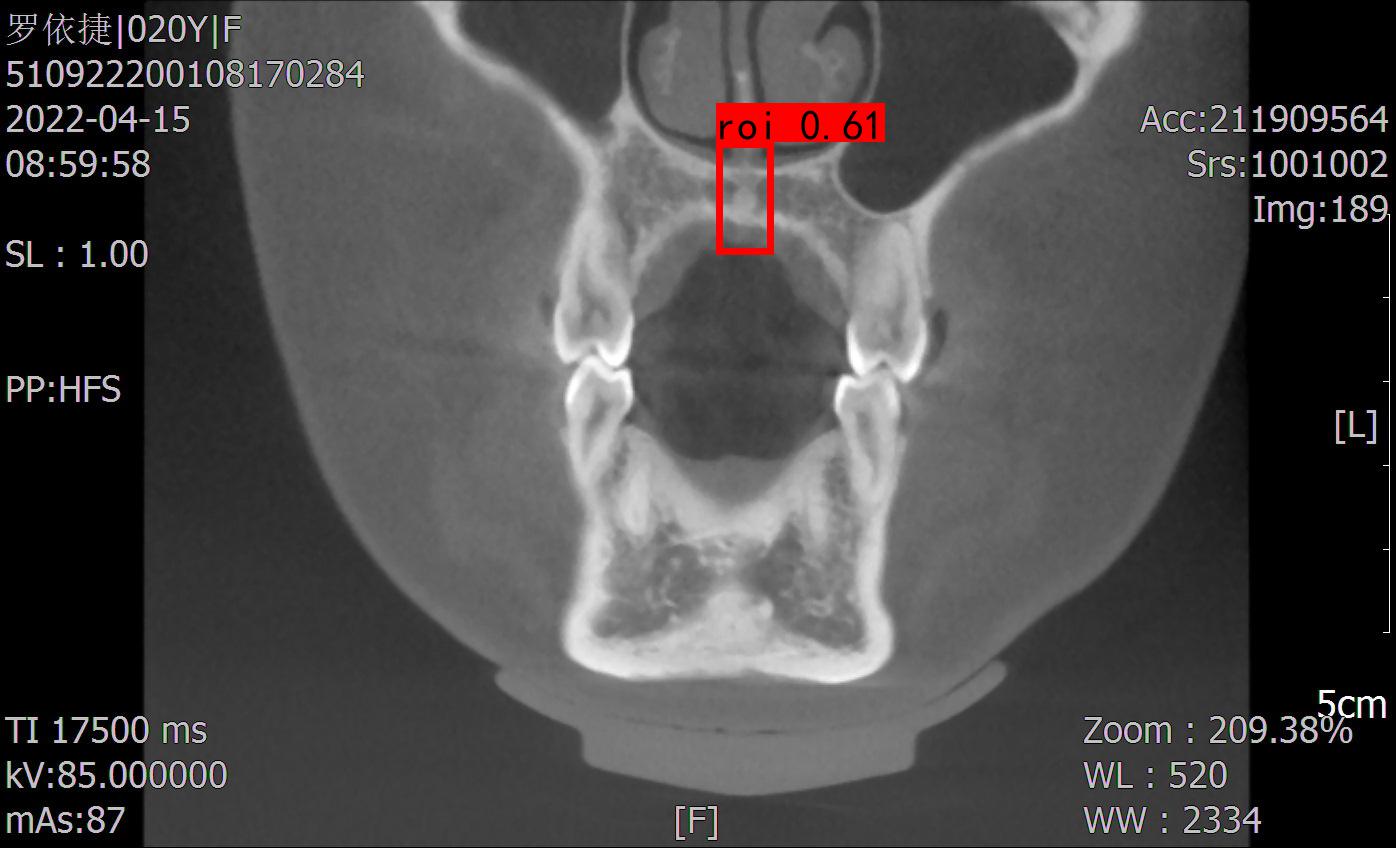 罗依捷|020Y|F
510922200108170284
2022-04-15
08:59:58
SL : 1.00
PP:HFS
roi 0.61
Acc:211909564
Srs:1001002
Img:189
[L]
5cm
TI 17500 ms
kV:85.000000
mAs:87
[F]
Zoom : 209.38%
WL : 520
WW : 2334